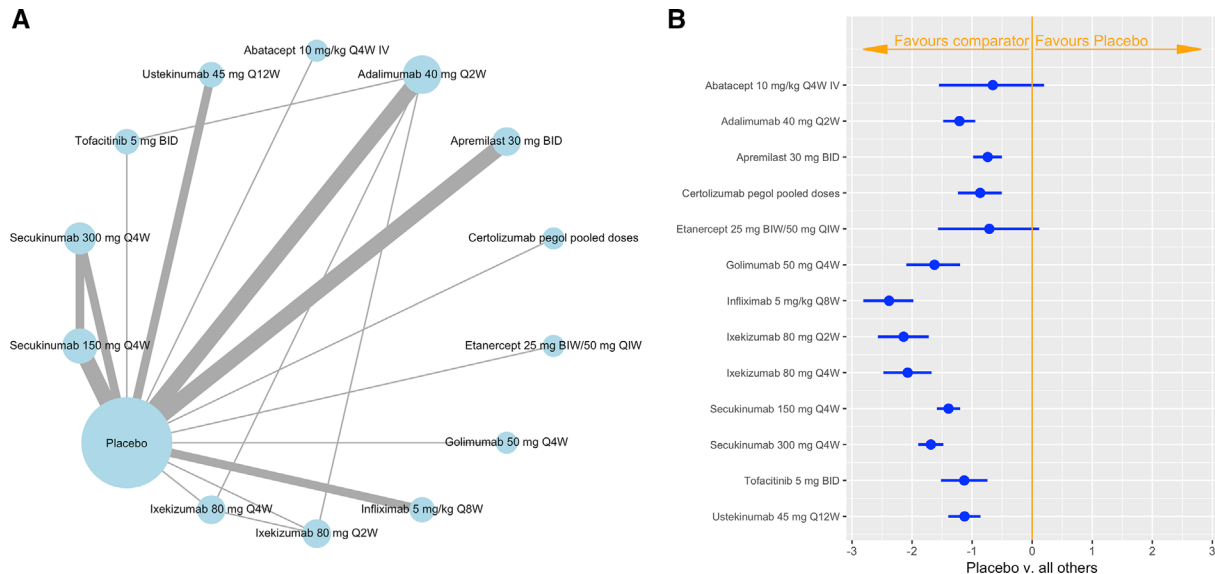 A
Abatacept 10 mg/kg Q4W IV
Ustekinumab 45 mg Q12W
Adalimumab 40 mg Q2W
Tofacitinib 5 mg BID
Apremilast 30 mg BID
Secukinumab 300 mg Q4W
Certolizumab pegol pooled doses
Secukinumab 150 mg Q4W
Etanercept 25 mg BIW/50 mg QIW
Placebo
Golimumab 50 mg Q4W
Ixekizumab 80 mg Q4W
Infliximab 5 mg/kg Q8W
Ixekizumab 80 mg Q2W
B
Favours comparator
Favours Placebo
Abatacept 10 mg/kg Q4W IV
Adalimumab 40 mg Q2W
Apremilast 30 mg BID
Certolizumab pegol pooled doses
Etanercept 25 mg BIW/50 mg QIW
Golimumab 50 mg Q4W
Infliximab 5 mg/kg Q8W
Ixekizumab 80 mg Q2W
Ixekizumab 80 mg Q4W
Secukinumab 150 mg Q4W
Secukinumab 300 mg Q4W
Tofacitinib 5 mg BID
Ustekinumab 45 mg Q12W
-3 -2 -1 0 1 2 3
Placebo v. all others